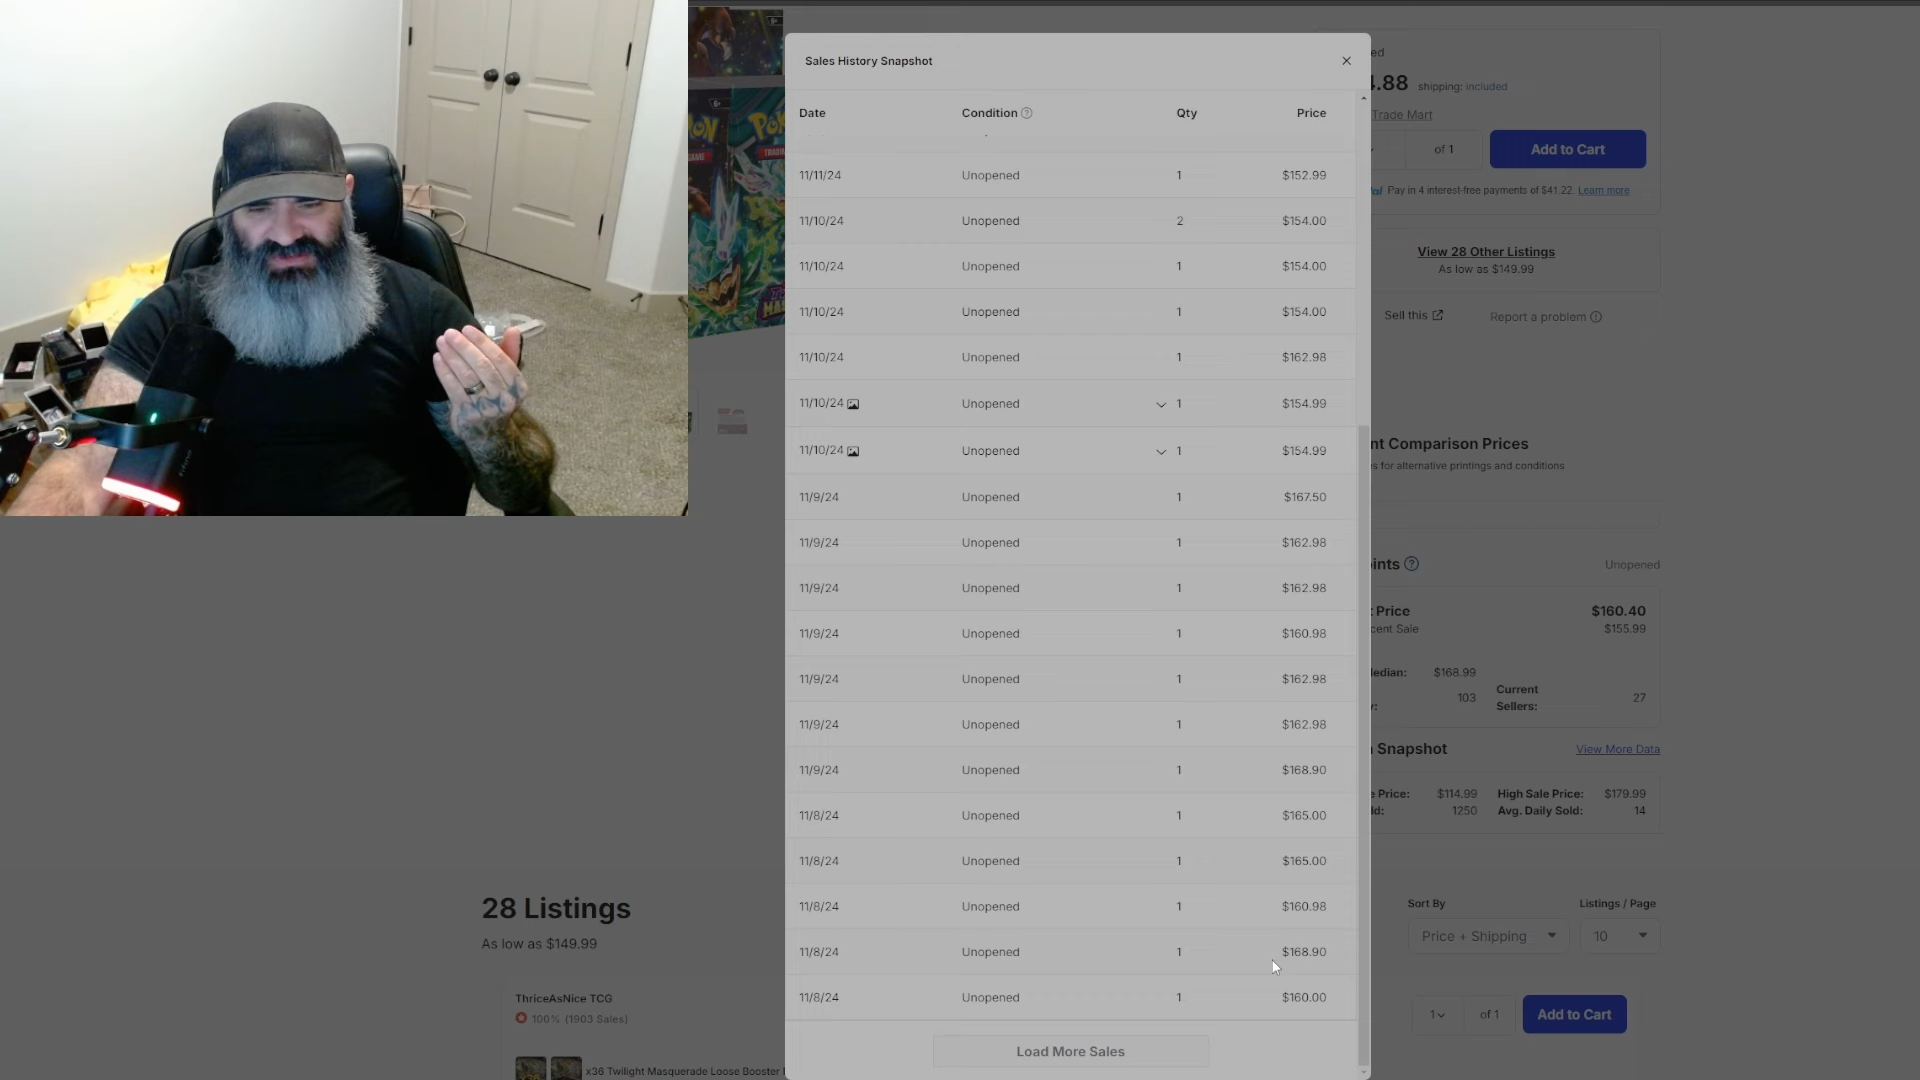 Sales History Snapshot
Date Condition Qty Price
11/11/24 Unopened 1 $152.99
11/10/24 Unopened 2 $154.00
11/10/24 Unopened 1 $154.00
11/10/24 Unopened 1 $154.00
11/10/24 Unopened 1 $162.98
11/10/24 Unopened 1 $154.99
11/10/24 Unopened 1 $154.99
11/9/24 Unopened 1 $167.50
11/9/24 Unopened 1 $162.98
11/9/24 Unopened 1 $162.98
11/9/24 Unopened 1 $160.98
11/9/24 Unopened 1 $162.98
11/9/24 Unopened 1 $162.98
11/9/24 Unopened 1 $168.90
11/8/24 Unopened 1 $165.00
11/8/24 Unopened 1 $165.00
11/8/24 Unopened 1 $160.98
11/8/24 Unopened 1 $168.90
11/8/24 Unopened 1 $160.00
Load More Sales
ed
.88 shipping: included
Trade Mart
of 1 Add to Cart
Pay in 4 interest-free payments of $41.22. Learn more
View 28 Other Listings
As low as $149.99
Sell this Report a problem
nt Comparison Prices
s for alternative printings and conditions
ints Unopened
Price $160.40
cent Sale $155.99
edian: $168.99
103 Current Sellers: 27
Snapshot View More Data
e Price: $114.99 High Sale Price: $179.99
ld: 1250 Avg. Daily Sold: 14
28 Listings
As low as $149.99
Sort By Listings / Page
Price + Shipping 10
ThriceAsNice TCG
100% (1903 Sales)
x36 Twilight Masquerade Loose Booster
1 of 1 Add to Cart